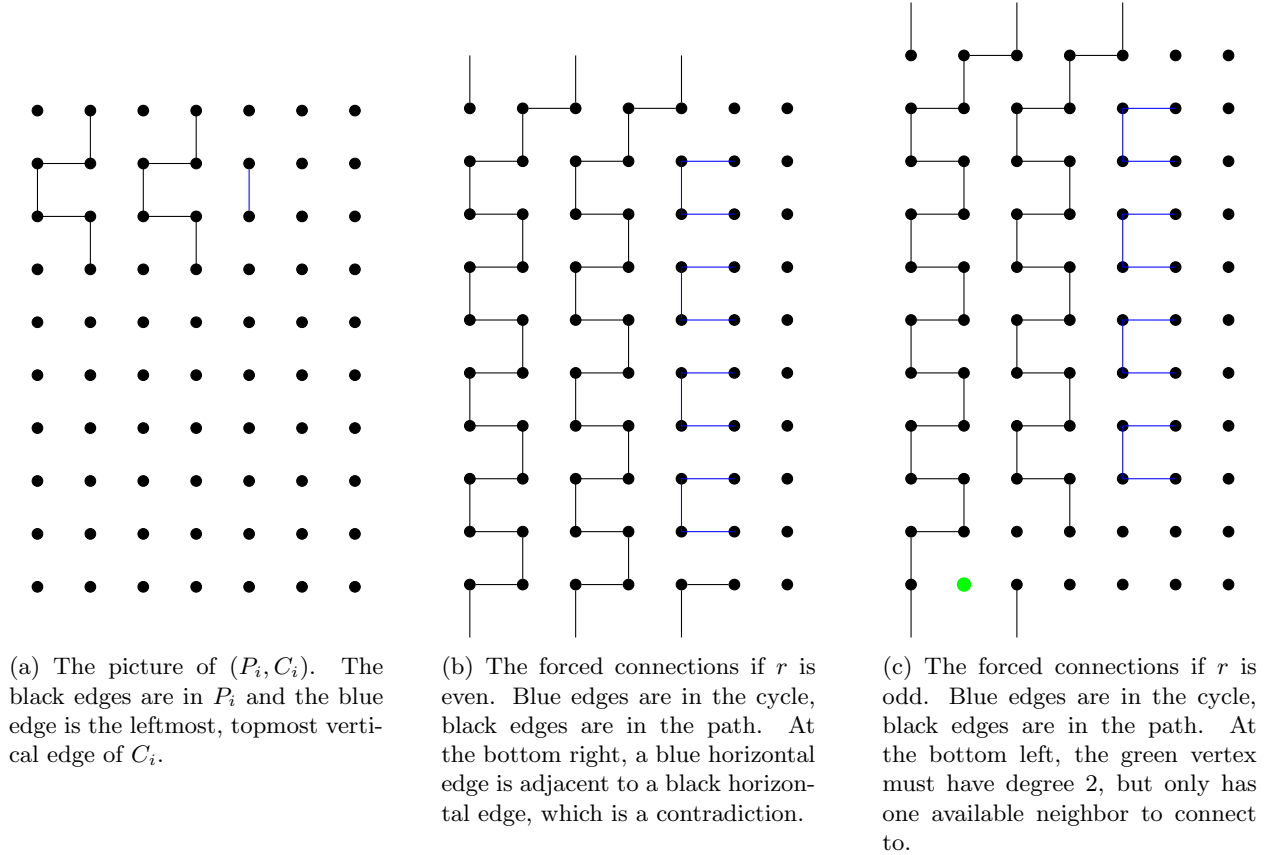 (a) The picture of (P_i, C_i). The
black edges are in P_i and the blue
edge is the leftmost, topmost verti-
cal edge of C_i.
(b) The forced connections if r is
even. Blue edges are in the cycle,
black edges are in the path. At
the bottom right, a blue horizontal
edge is adjacent to a black horizon-
tal edge, which is a contradiction.
(c) The forced connections if r is
odd. Blue edges are in the cycle,
black edges are in the path. At
the bottom left, the green vertex
must have degree 2, but only has
one available neighbor to connect
to.